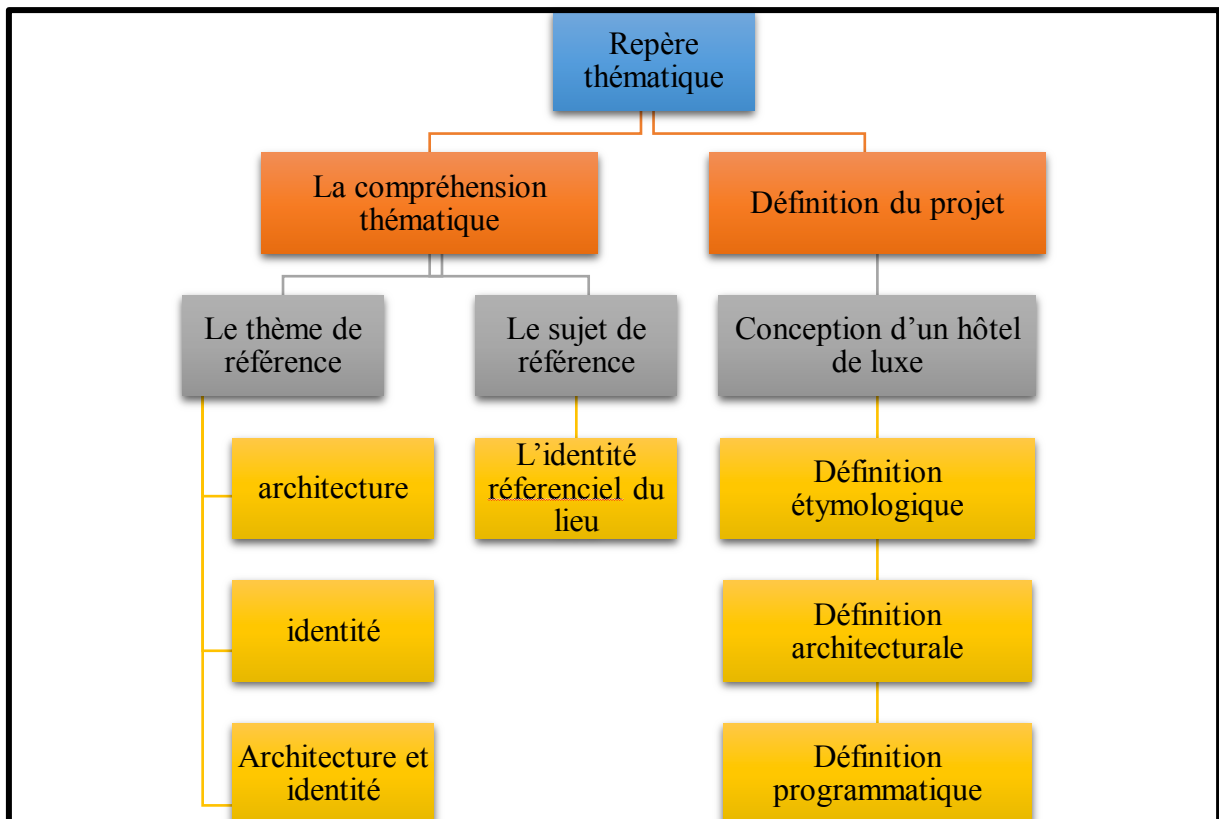 Repère
thématique
La compréhension
thématique
Définition du projet
Le thème de
référence
Le sujet de
référence
Conception d’un hôtel
de luxe
architecture
L’identité
réferenciel du
lieu
Définition
étymologique
identité
Définition
architecturale
Architecture et
identité
Définition
programmatique